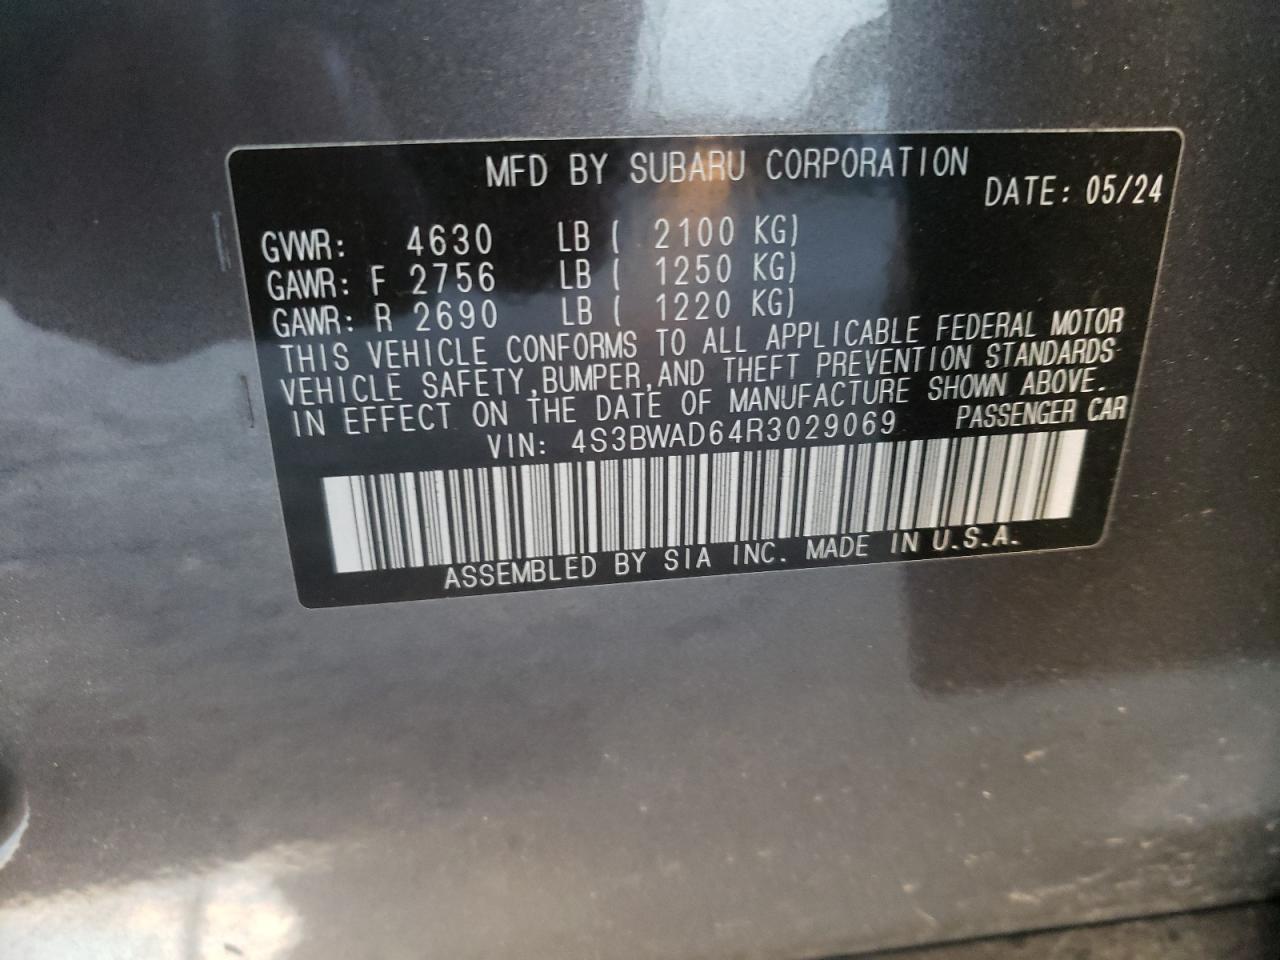 MFD BY SUBARU CORPORATION
DATE: 05/24
GVWR: 4630 LB ( 2100 KG)
GAWR: F 2756 LB ( 1250 KG)
GAWR: R 2690 LB ( 1220 KG)
THIS VEHICLE CONFORMS TO ALL APPLICABLE FEDERAL MOTOR
VEHICLE SAFETY,BUMPER,AND THEFT PREVENTION STANDARDS
IN EFFECT ON THE DATE OF MANUFACTURE SHOWN ABOVE.
VIN: 4S3BWAD64R3029069 PASSENGER CAR
ASSEMBLED BY SIA INC. MADE IN U.S.A.